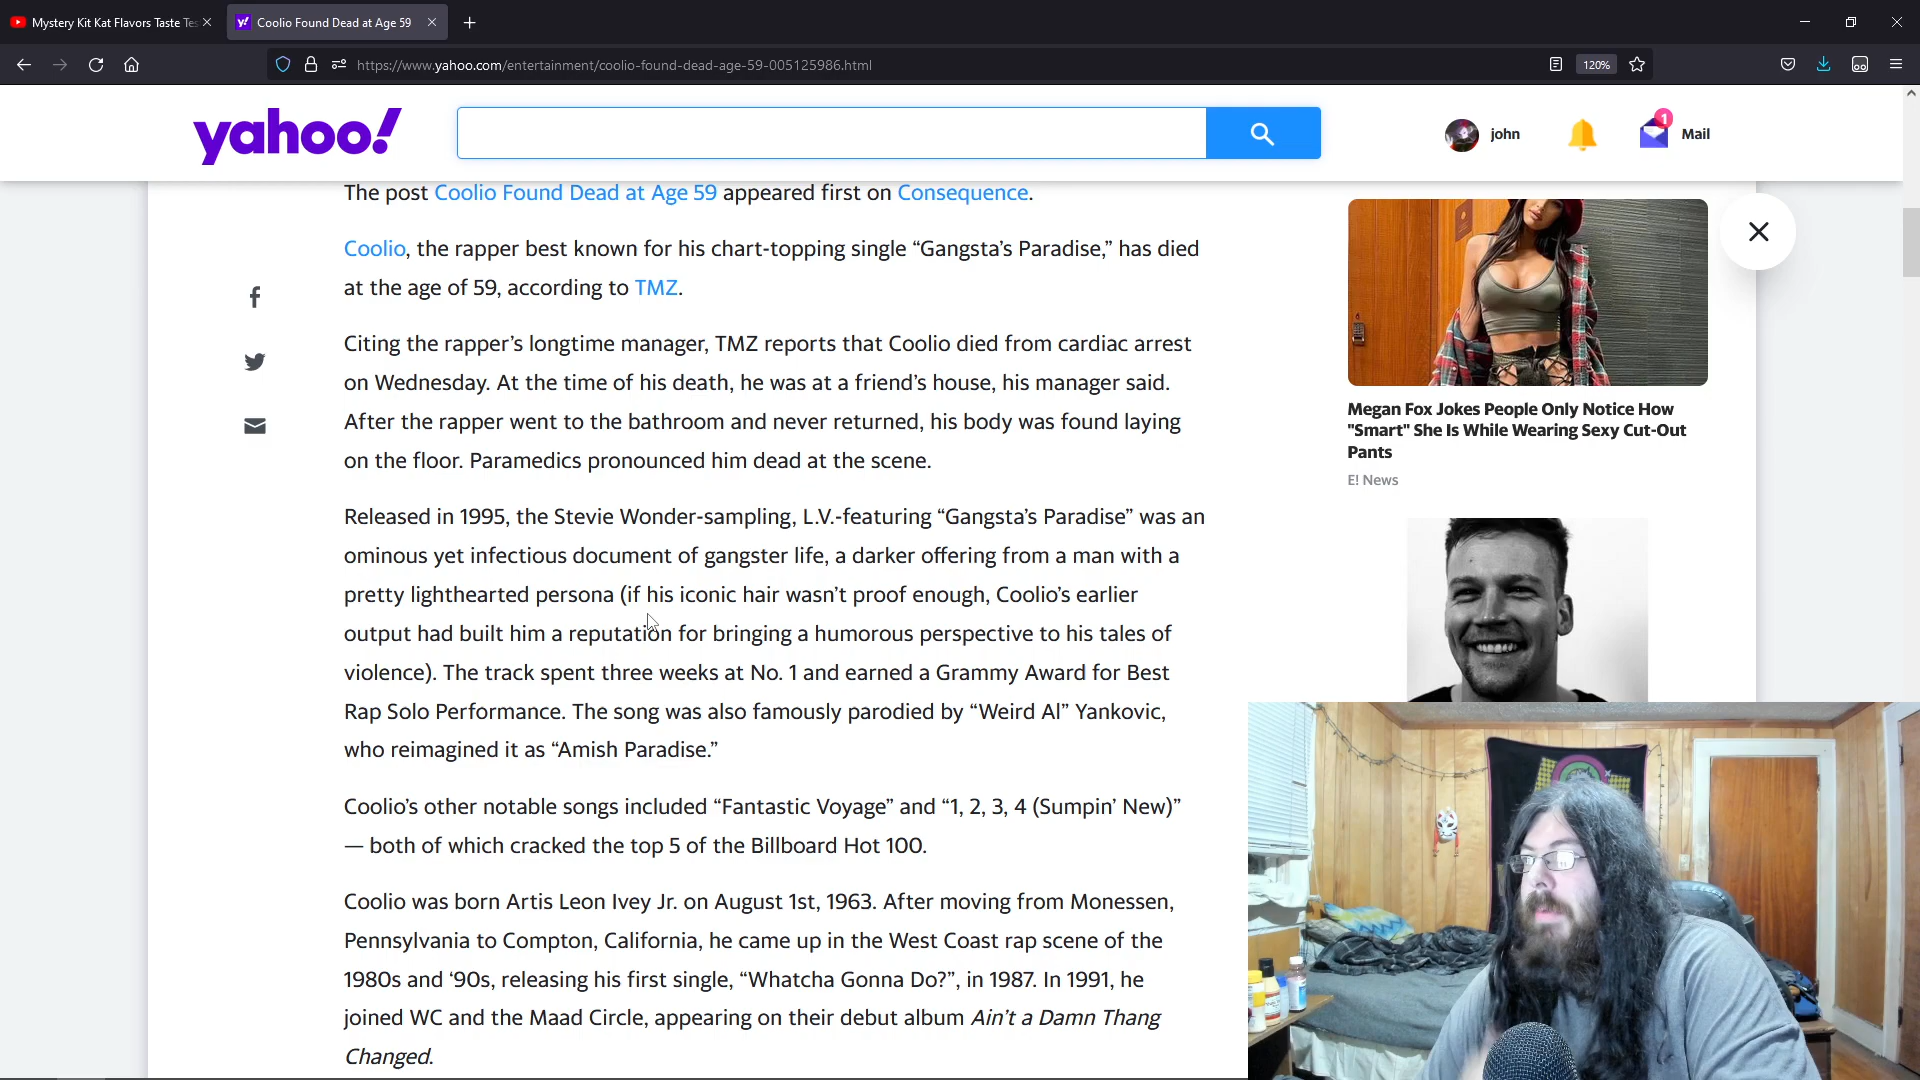 Mystery Kit Kat Flavors Taste Tes
Coolio Found Dead at Age 59
https://www.yahoo.com/entertainment/coolio-found-dead-age-59-005125986.html
120%
yahoo!
john
1
Mail
The post Coolio Found Dead at Age 59 appeared first on Consequence.
Coolio, the rapper best known for his chart-topping single “Gangsta’s Paradise,” has died
at the age of 59, according to TMZ.
Citing the rapper’s longtime manager, TMZ reports that Coolio died from cardiac arrest
on Wednesday. At the time of his death, he was at a friend’s house, his manager said.
After the rapper went to the bathroom and never returned, his body was found laying
on the floor. Paramedics pronounced him dead at the scene.
Released in 1995, the Stevie Wonder-sampling, L.V.-featuring “Gangsta’s Paradise” was an
ominous yet infectious document of gangster life, a darker offering from a man with a
pretty lighthearted persona (if his iconic hair wasn’t proof enough, Coolio’s earlier
output had built him a reputation for bringing a humorous perspective to his tales of
violence). The track spent three weeks at No. 1 and earned a Grammy Award for Best
Rap Solo Performance. The song was also famously parodied by “Weird Al” Yankovic,
who reimagined it as “Amish Paradise.”
Coolio’s other notable songs included “Fantastic Voyage” and “1, 2, 3, 4 (Sumpin’ New)”
— both of which cracked the top 5 of the Billboard Hot 100.
Coolio was born Artis Leon Ivey Jr. on August 1st, 1963. After moving from Monessen,
Pennsylvania to Compton, California, he came up in the West Coast rap scene of the
1980s and ‘90s, releasing his first single, “Whatcha Gonna Do?”, in 1987. In 1991, he
joined WC and the Maad Circle, appearing on their debut album Ain’t a Damn Thang
Changed.
Megan Fox Jokes People Only Notice How
"Smart" She Is While Wearing Sexy Cut-Out
Pants
E! News